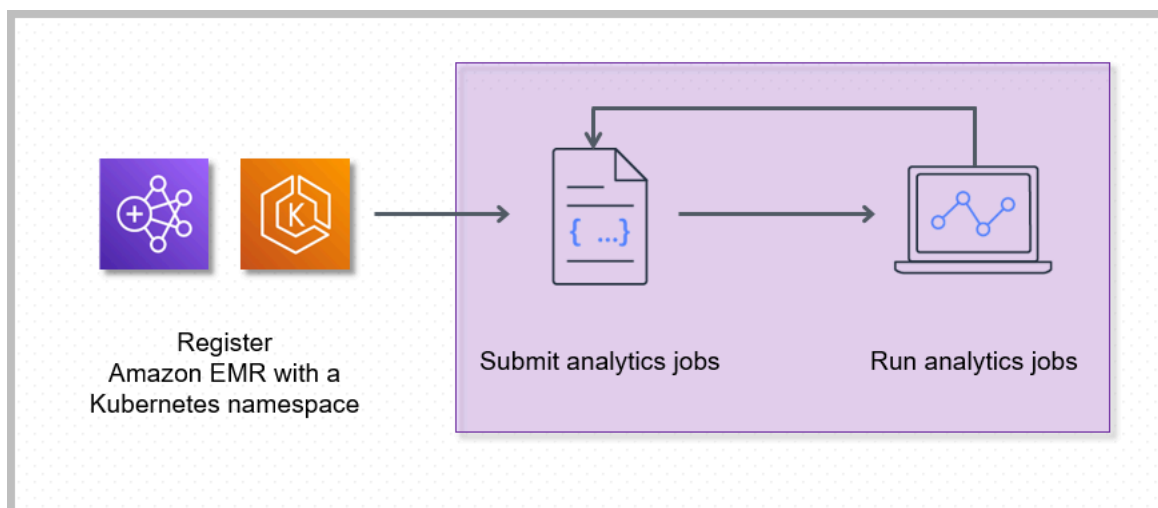 K
{ ...}
Register
Amazon EMR with a
Kubernetes namespace
Submit analytics jobs
Run analytics jobs